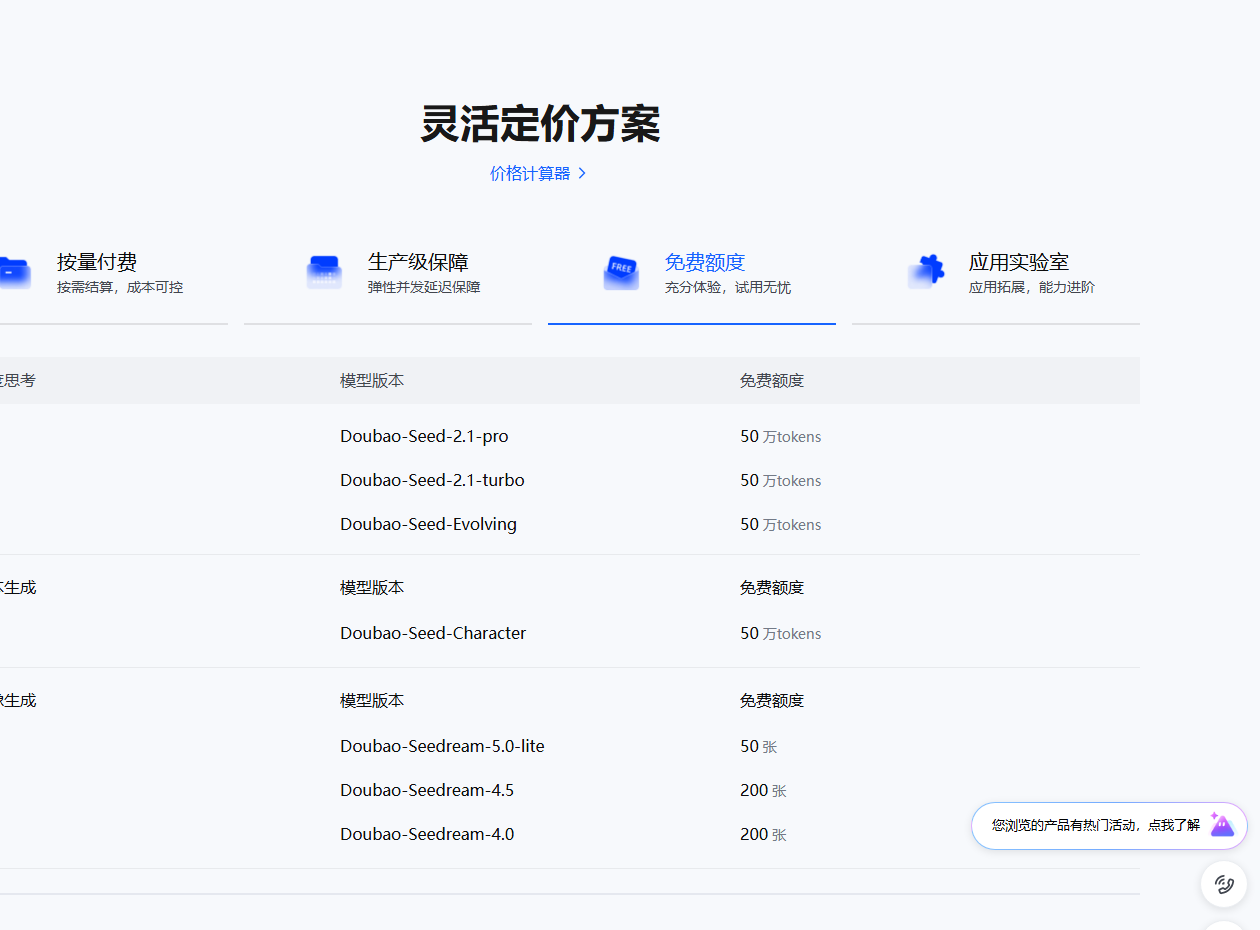 灵活定价方案
价格计算器
按量付费
按需结算，成本可控
生产级保障
弹性并发延迟保障
FREE
免费额度
充分体验，试用无忧
应用实验室
应用拓展，能力进阶
思考 模型版本 免费额度
Doubao-Seed-2.1-pro 50 万tokens
Doubao-Seed-2.1-turbo 50 万tokens
Doubao-Seed-Evolving 50 万tokens
生成 模型版本 免费额度
Doubao-Seed-Character 50 万tokens
生成 模型版本 免费额度
Doubao-Seedream-5.0-lite 50 张
Doubao-Seedream-4.5 200 张
Doubao-Seedream-4.0 200 张
您浏览的产品有热门活动，点我了解